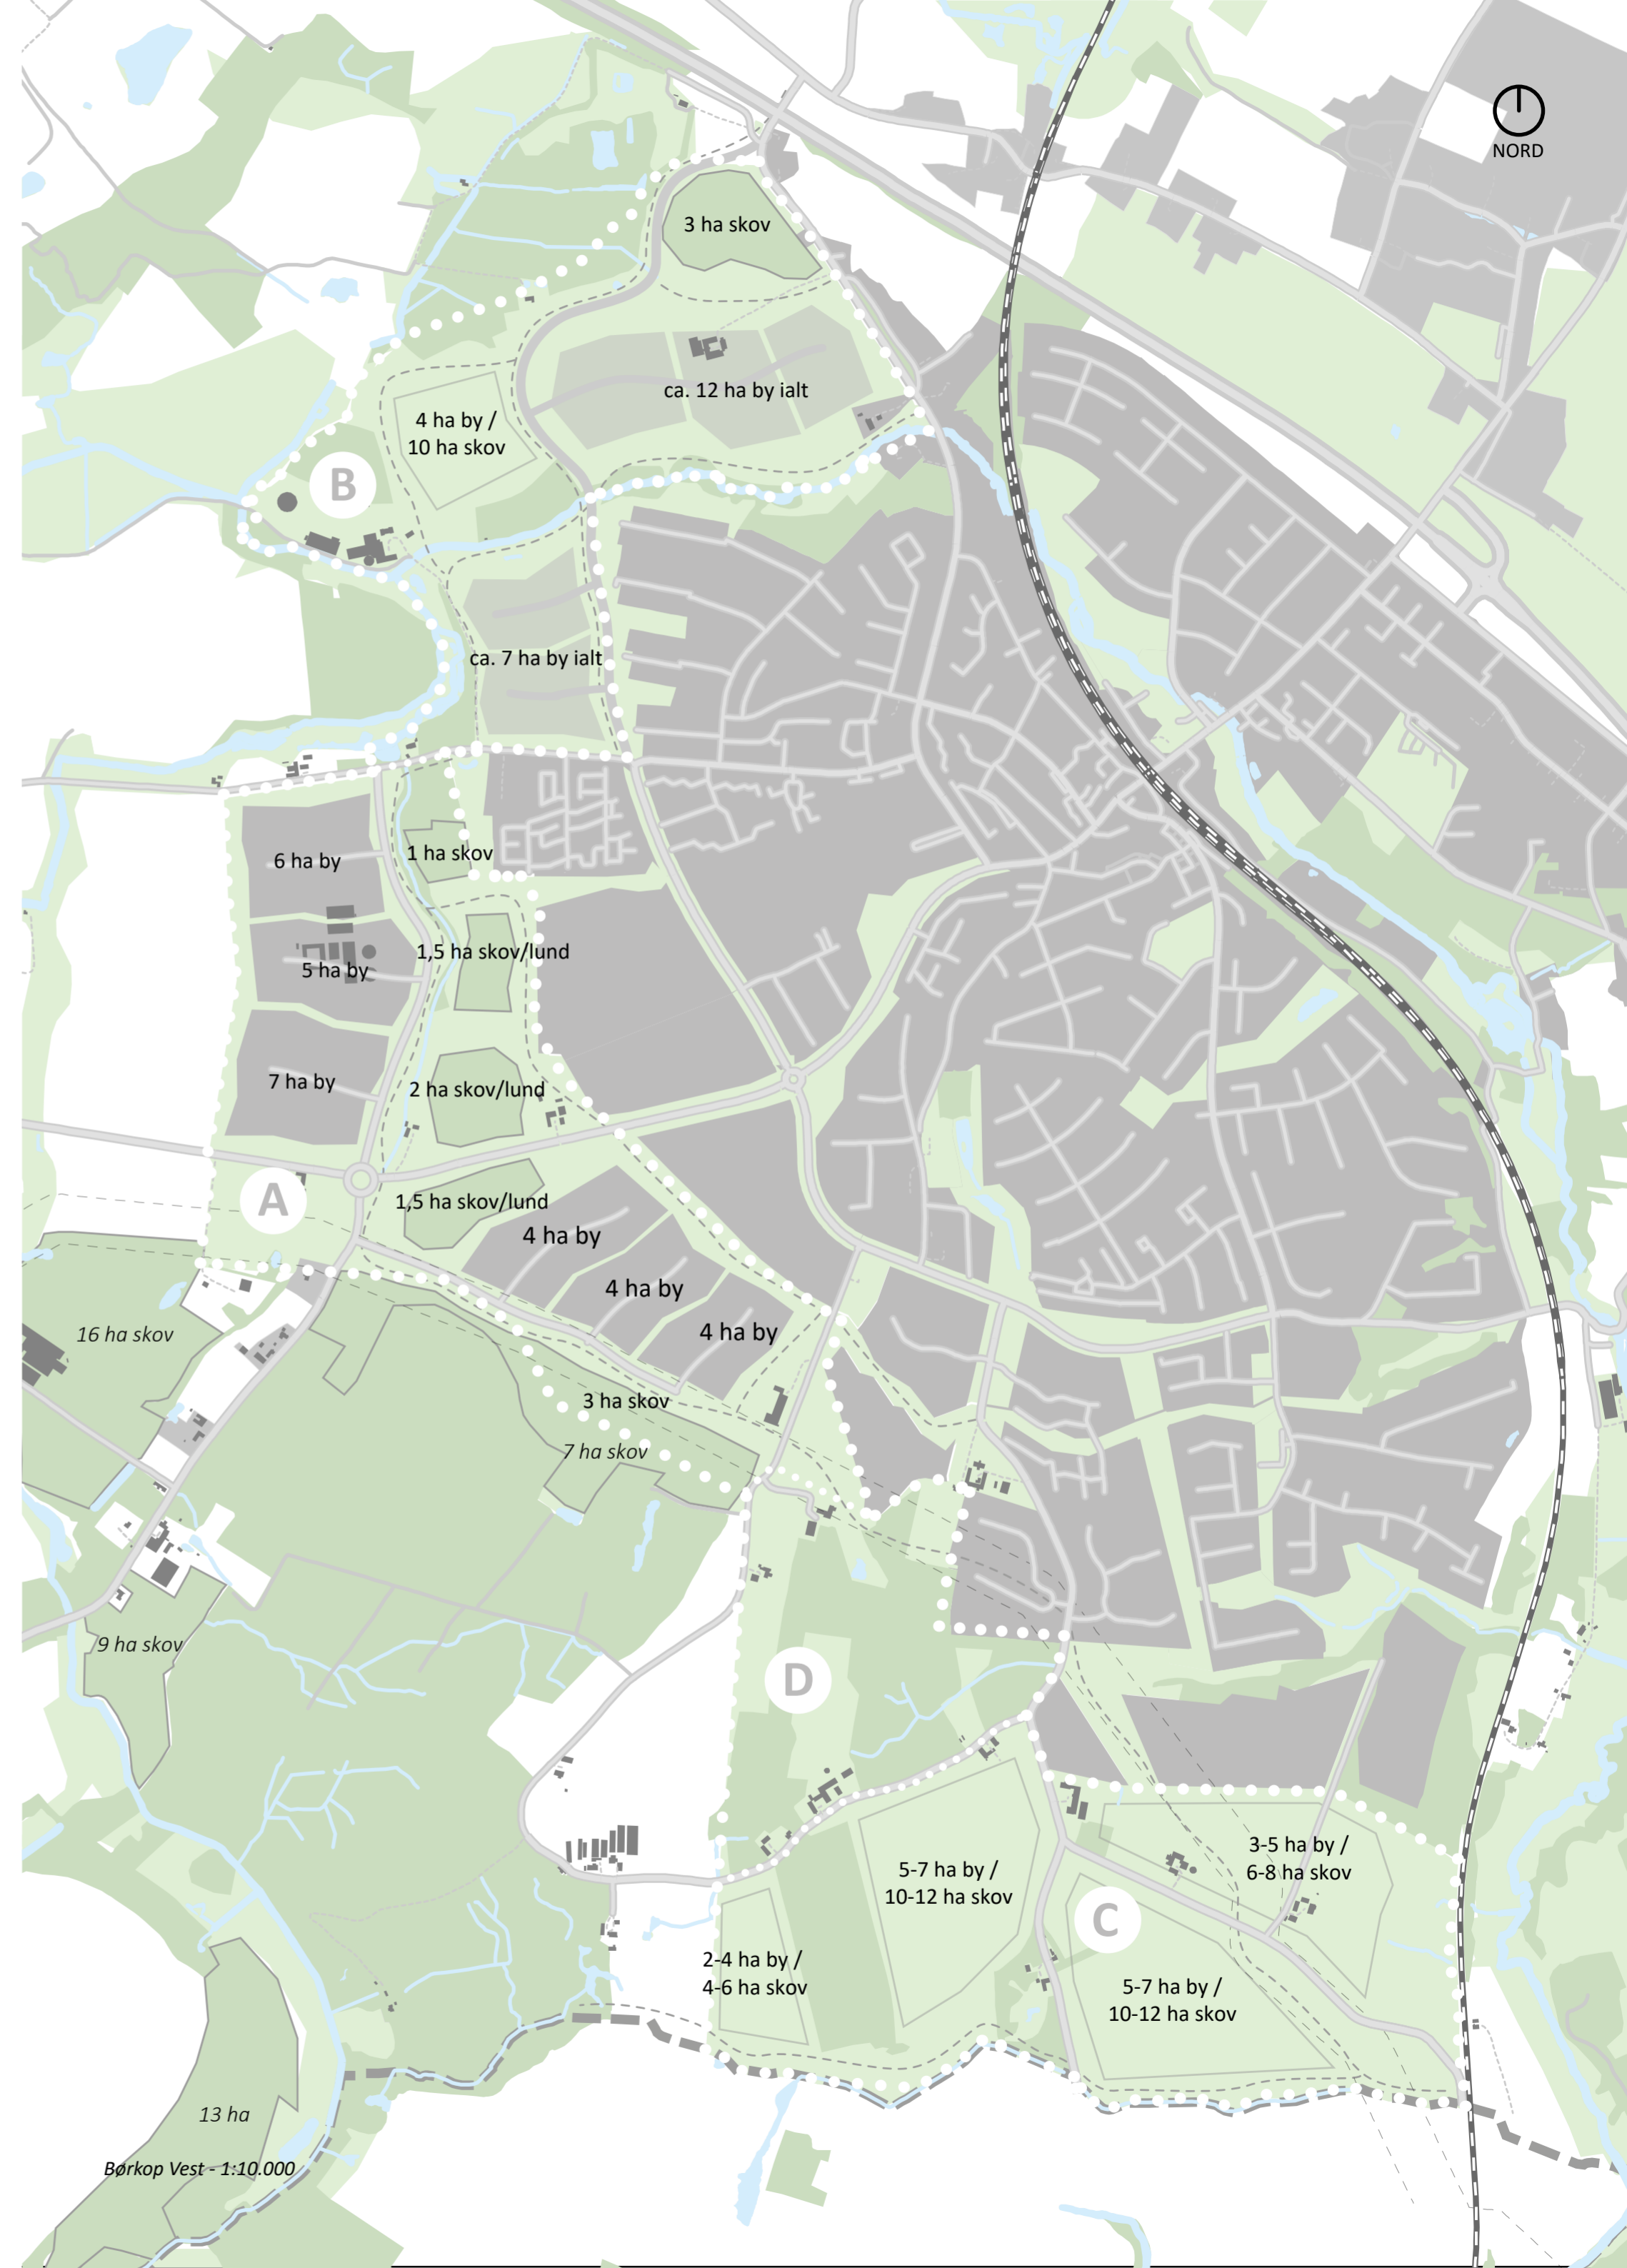 NORD
3 ha skov
ca. 12 ha by ialt
4 ha by /
10 ha skov
B
ca. 7 ha by ialt
6 ha by
1 ha skov
1,5 ha skov/lund
5 ha by
7 ha by
2 ha skov/lund
A
1,5 ha skov/lund
4 ha by
4 ha by
4 ha by
16 ha skov
3 ha skov
7 ha skov
9 ha skov
D
3-5 ha by /
6-8 ha skov
5-7 ha by /
10-12 ha skov
C
2-4 ha by /
4-6 ha skov
5-7 ha by /
10-12 ha skov
13 ha
Børkop Vest - 1:10.000